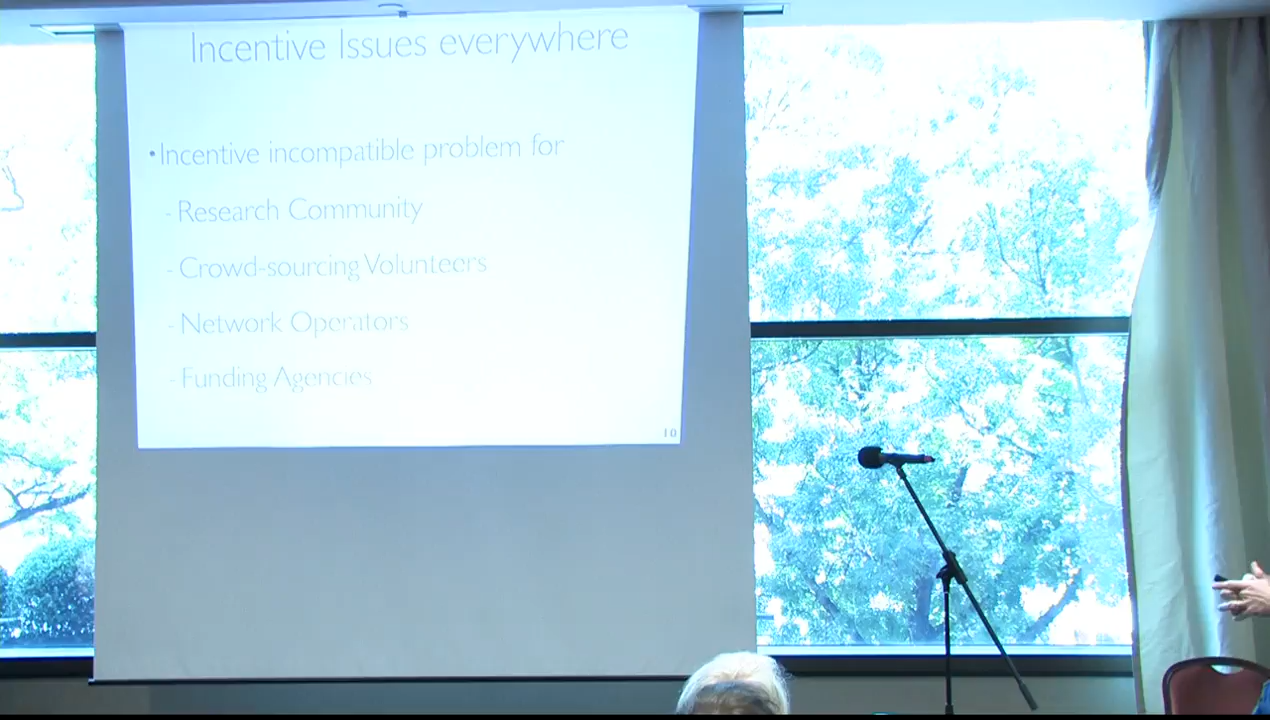 Incentive Issues everywhere
•Incentive incompatible problem for
- Research Community
- Crowd-sourcing Volunteers
- Network Operators
- Funding Agencies
10